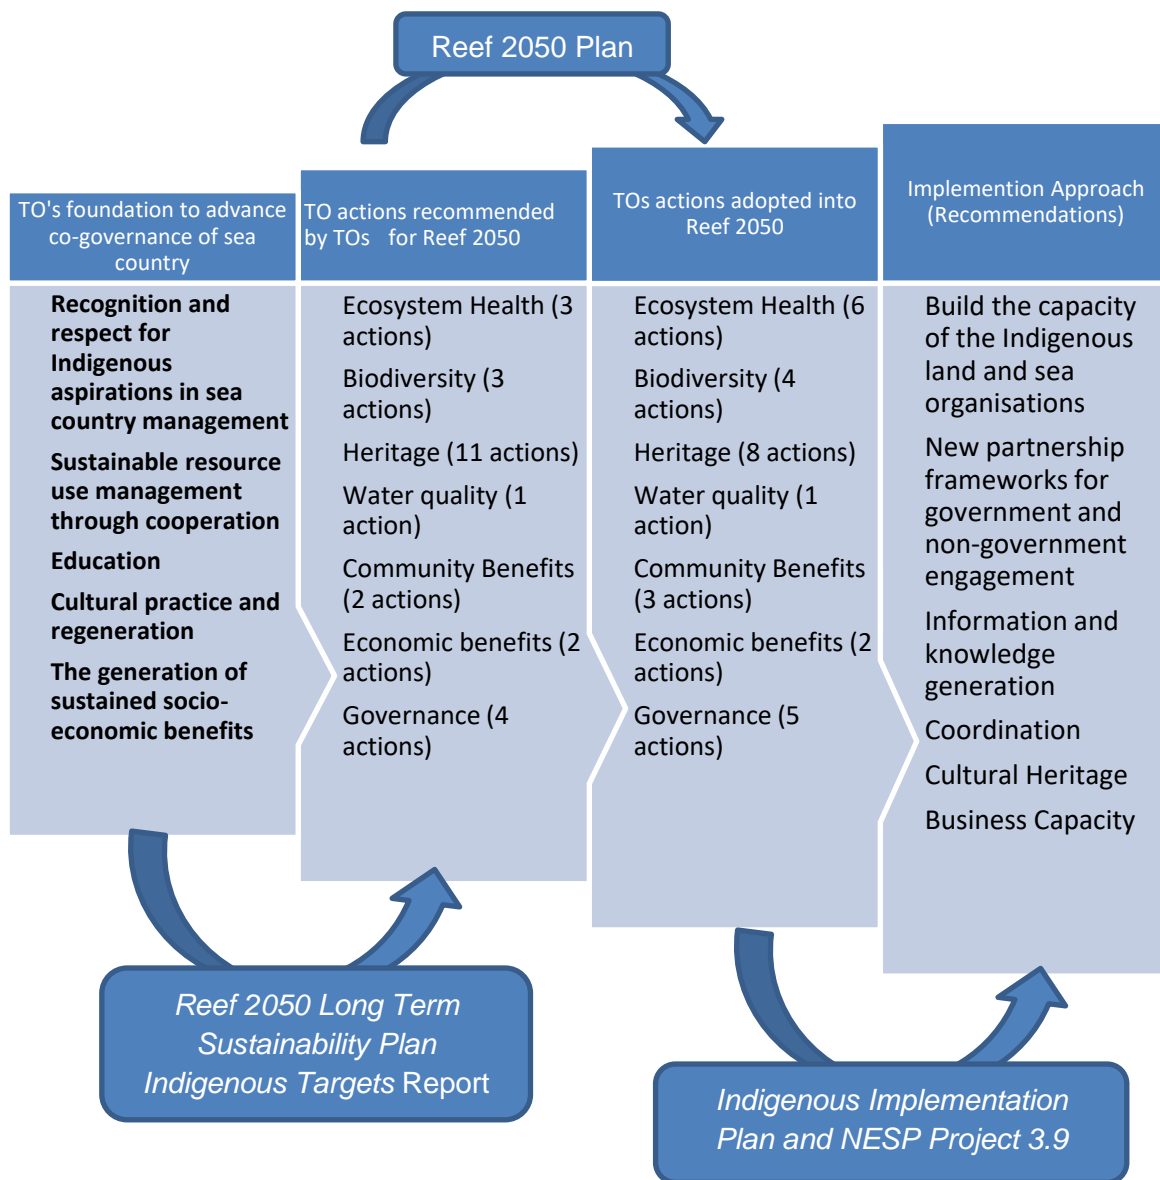 Reef 2050 Plan
TO's foundation to advance
co-governance of sea
country
Recognition and
respect for
Indigenous
aspirations in sea
country management
Sustainable resource
use management
through cooperation
Education
Cultural practice and
regeneration
The generation of
sustained socio-
economic benefits
TO actions recommended
by TOs for Reef 2050
Ecosystem Health (3
actions)
Biodiversity (3
actions)
Heritage (11 actions)
Water quality (1
action)
Community Benefits
(2 actions)
Economic benefits (2
actions)
Governance (4
actions)
TOs actions adopted into
Reef 2050
Ecosystem Health (6
actions)
Biodiversity (4
actions)
Heritage (8 actions)
Water quality (1
action)
Community Benefits
(3 actions)
Economic benefits (2
actions)
Governance (5
actions)
Implemention Approach
(Recommendations)
Build the capacity
of the Indigenous
land and sea
organisations
New partnership
frameworks for
government and
non-government
engagement
Information and
knowledge
generation
Coordination
Cultural Heritage
Business Capacity
Reef 2050 Long Term
Sustainability Plan
Indigenous Targets Report
Indigenous Implementation
Plan and NESP Project 3.9